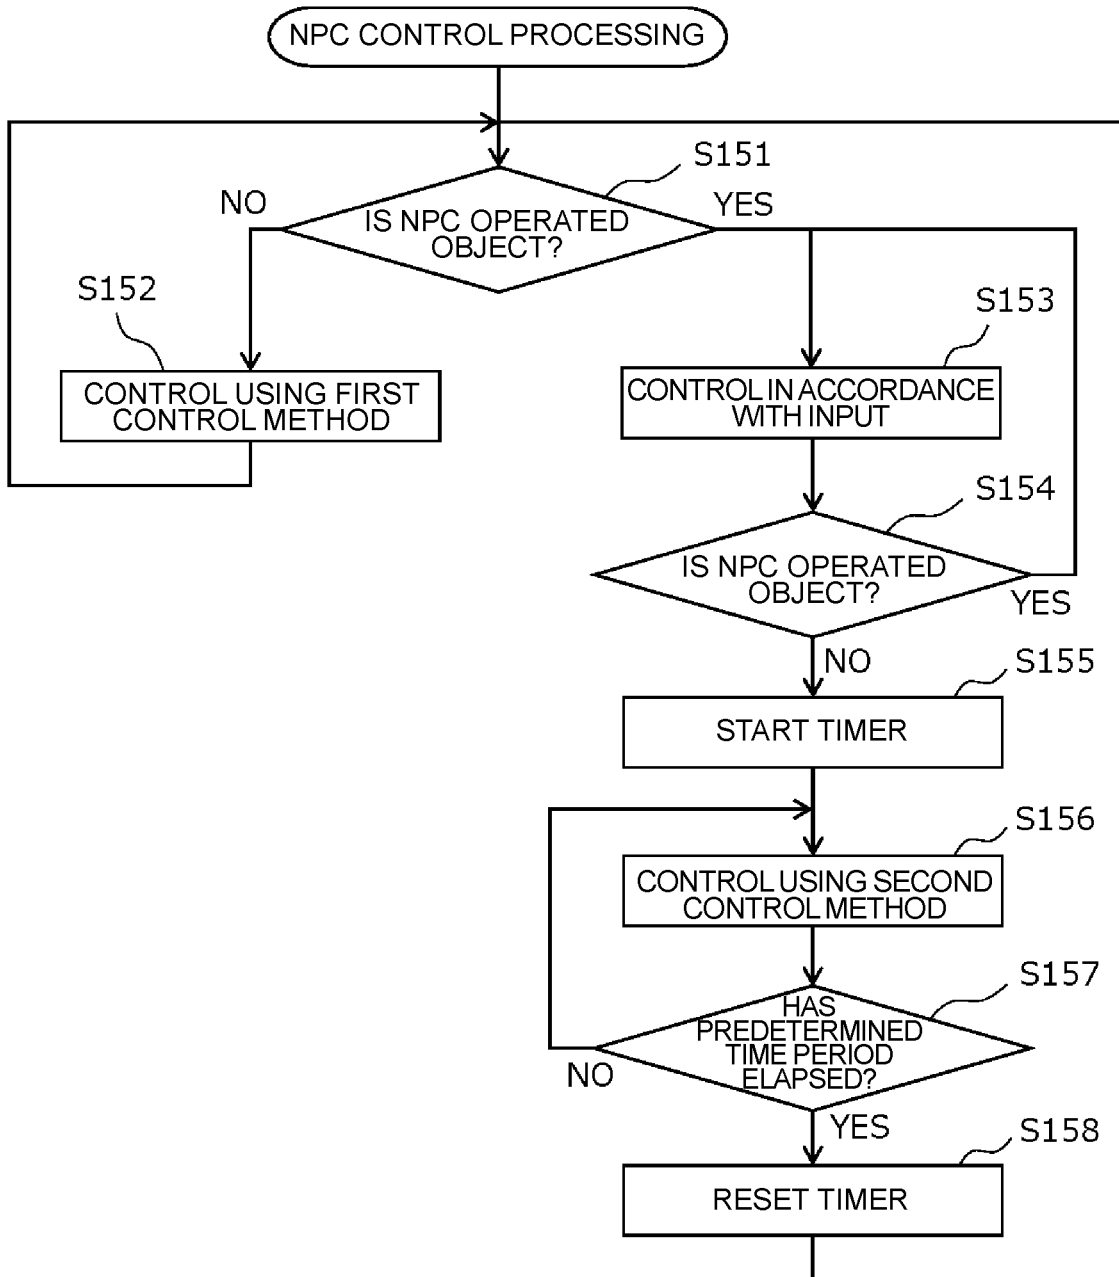 NPC CONTROL PROCESSING
S151
NO
YES
IS NPC OPERATED
OBJECT?
S152
S153
CONTROL USING FIRST
CONTROL METHOD
CONTROL IN ACCORDANCE
WITH INPUT
S154
IS NPC OPERATED
OBJECT?
YES
NO
S155
START TIMER
S156
CONTROL USING SECOND
CONTROL METHOD
S157
HAS
PREDETERMINED
TIME PERIOD
ELAPSED?
NO
YES
S158
RESET TIMER